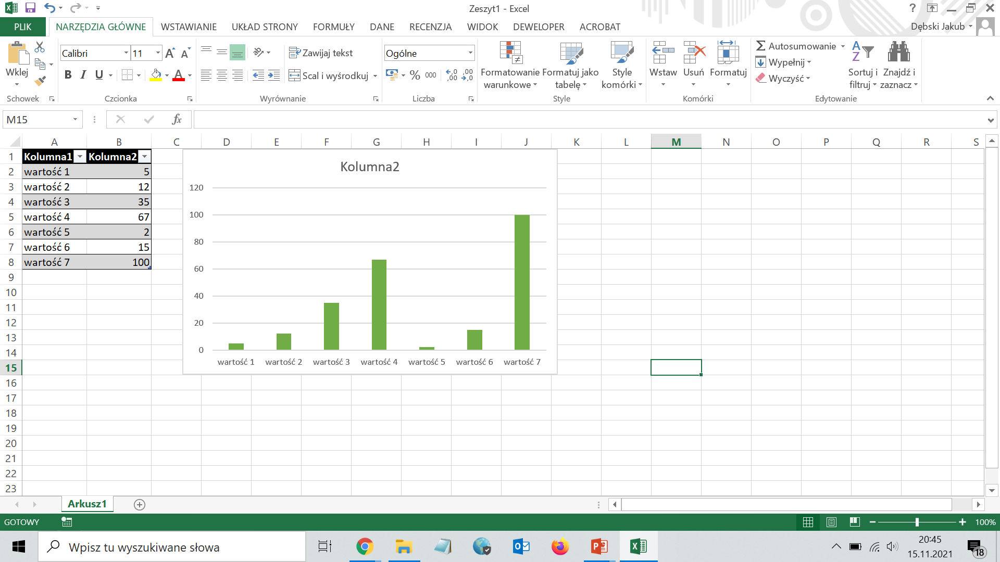 Zeszyt1 - Excel
?
PLIK NARZĘDZIA GŁÓWNE WSTAWIANIE UKŁAD STRONY FORMUŁY DANE RECENZJA WIDOK DEWELOPER ACROBAT Dębski Jakub
Wklej
Schowek
Calibri 11 A A
B I U A
Czcionka
Zawijaj tekst
Scal i wyśrodkuj
Wyrównanie
Ogólne
% 000 ,0 ,00 ,00 ,0
Liczba
Formatowanie warunkowe
Formatuj jako tabelę
Style komórki
Style
Wstaw Usuń Formatuj
Komórki
Σ Autosumowanie
Wypełnij
Wyczyść
A Z
Sortuj i filtruj
Znajdź i zaznacz
Edytowanie
M15 fx
A B C D E F G H I J K L M N O P Q R S
1 Kolumna1 Kolumna2
2 wartość 1 5
3 wartość 2 12
4 wartość 3 35
5 wartość 4 67
6 wartość 5 2
7 wartość 6 15
8 wartość 7 100
9
10
11
12
13
14
15
16
17
18
19
20
21
22
23
Kolumna2
120
100
80
60
40
20
0
wartość 1 wartość 2 wartość 3 wartość 4 wartość 5 wartość 6 wartość 7
Arkusz1
GOTOWY 100%
Wpisz tu wyszukiwane słowa
20:45
15.11.2021
18